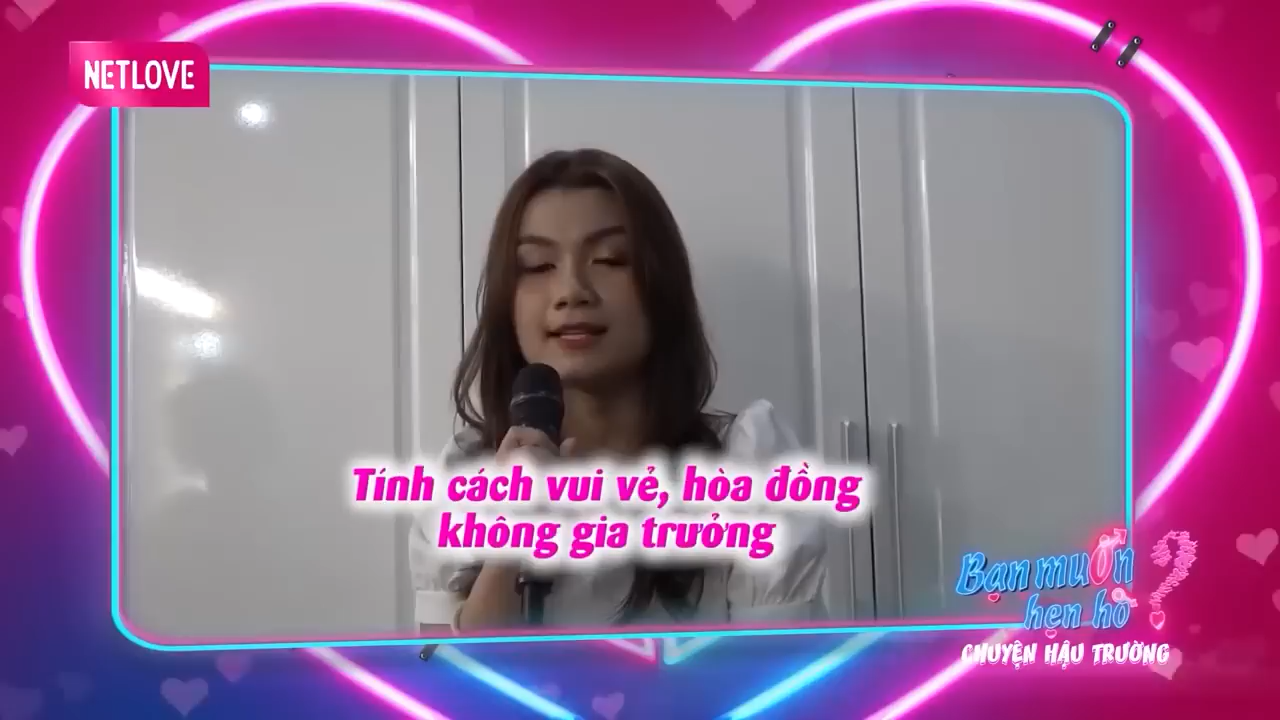 NETLOVE
Tính cách vui vẻ, hòa đồng
không gia trưởng
Bạn muốn
hẹn hò?
CHUYỆN HẬU TRƯỜNG